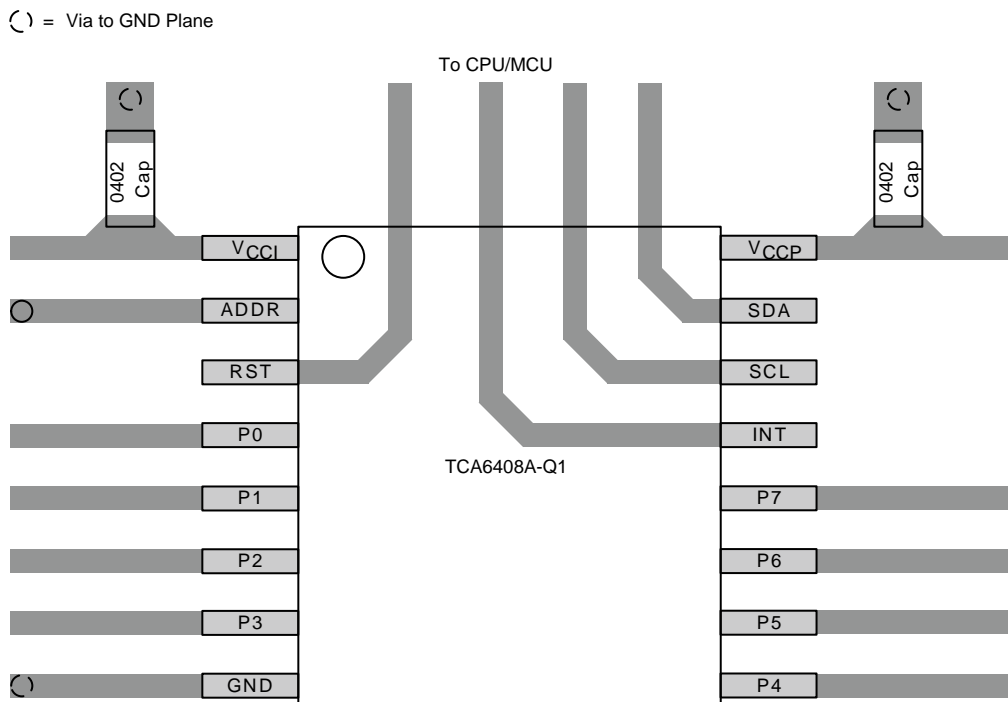 = Via to GND Plane
To CPU/MCU
0402
Cap
0402
Cap
VCCI
VCCP
ADDR
SDA
RST
SCL
P0
INT
TCA6408A-Q1
P1
P7
P2
P6
P3
P5
GND
P4